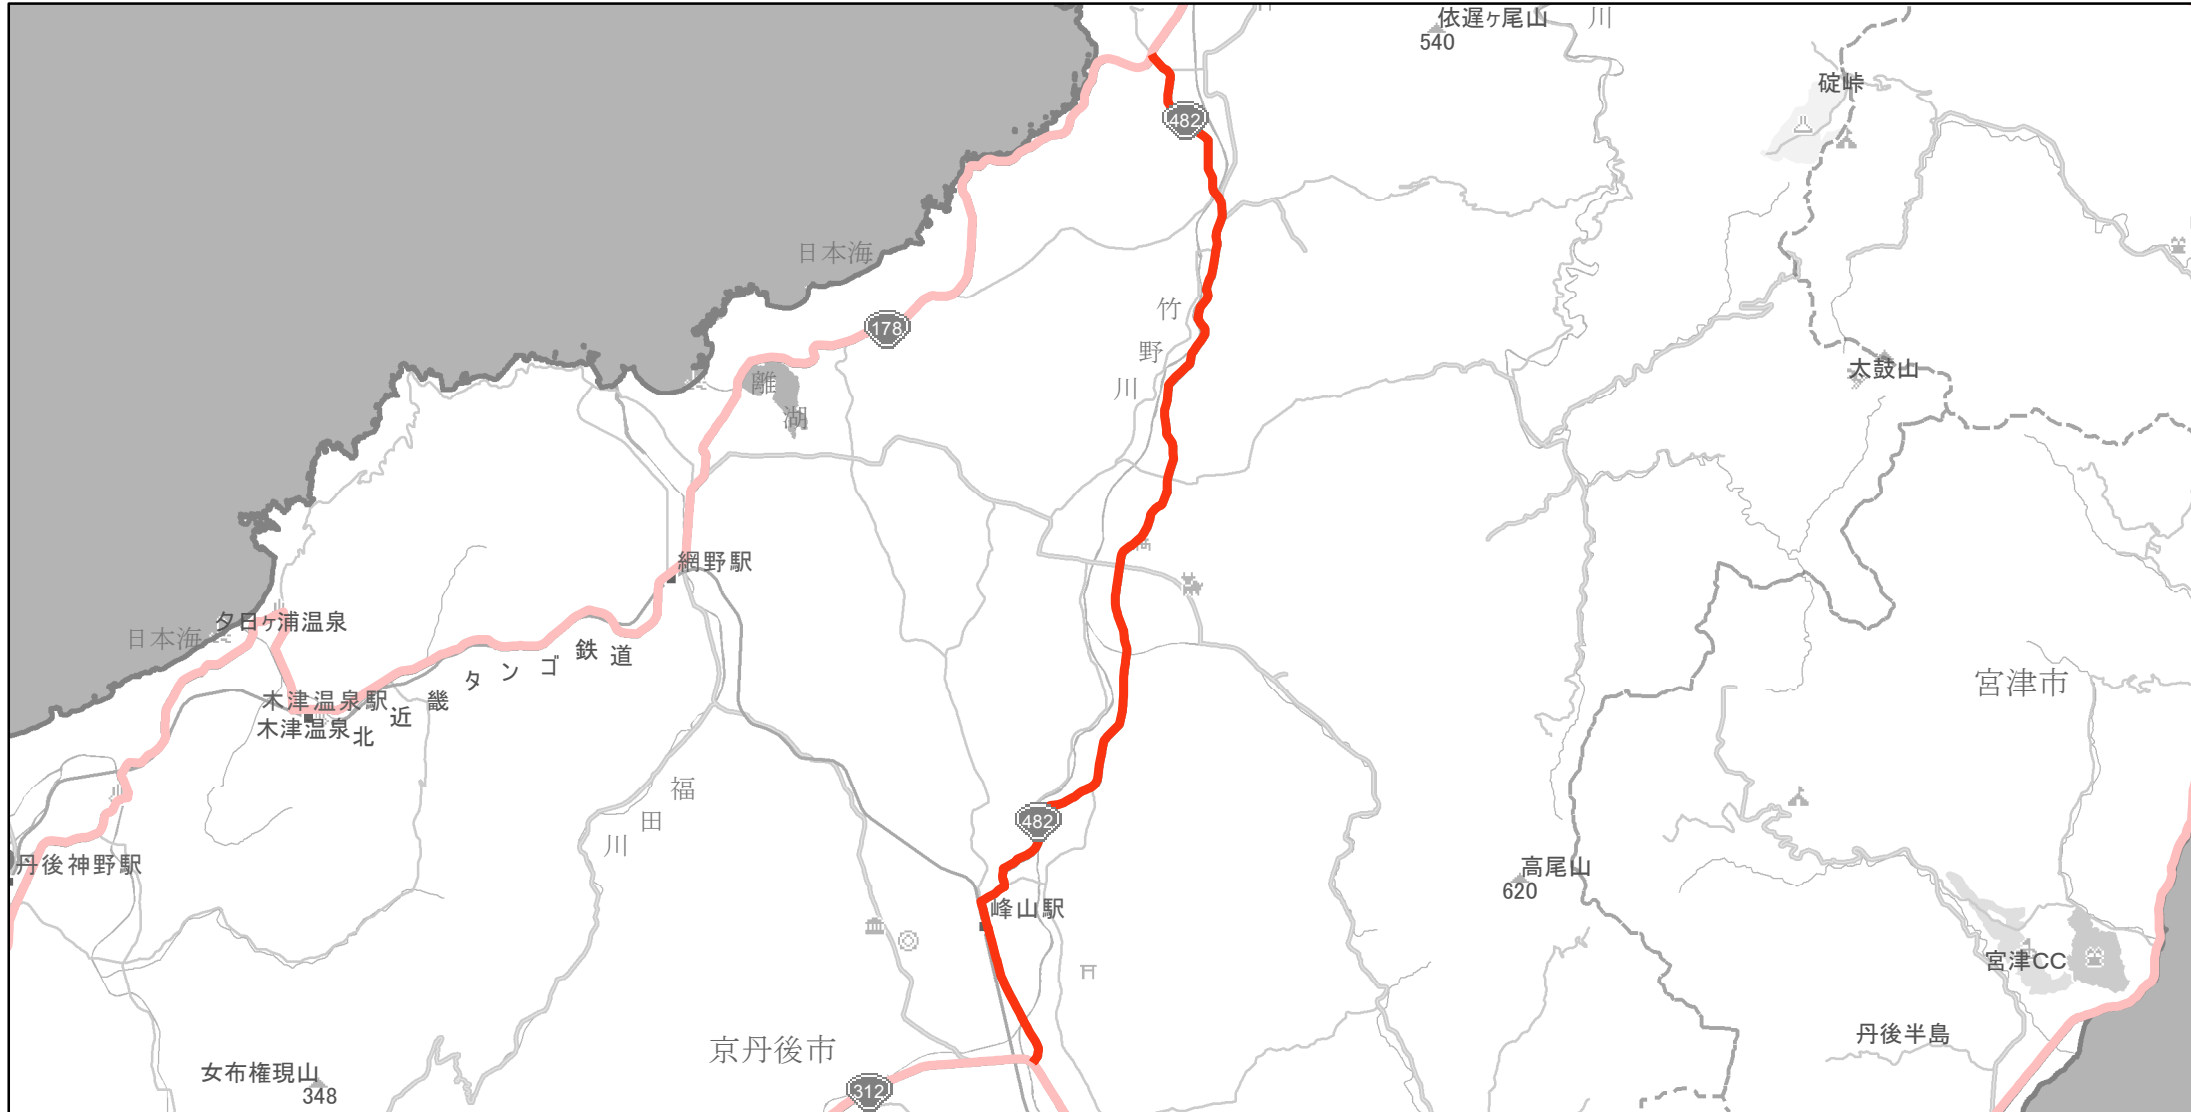 依遅ヶ尾山
540
川
碇峠
482
日本海
178
竹野川
離湖
太鼓山
網野駅
夕日ヶ浦温泉
日本海
木津温泉駅
木津温泉
北近畿タンゴ鉄道
宮津市
福田川
482
丹後神野駅
高尾山
620
峰山駅
宮津CC
京丹後市
丹後半島
女布権現山
348
312